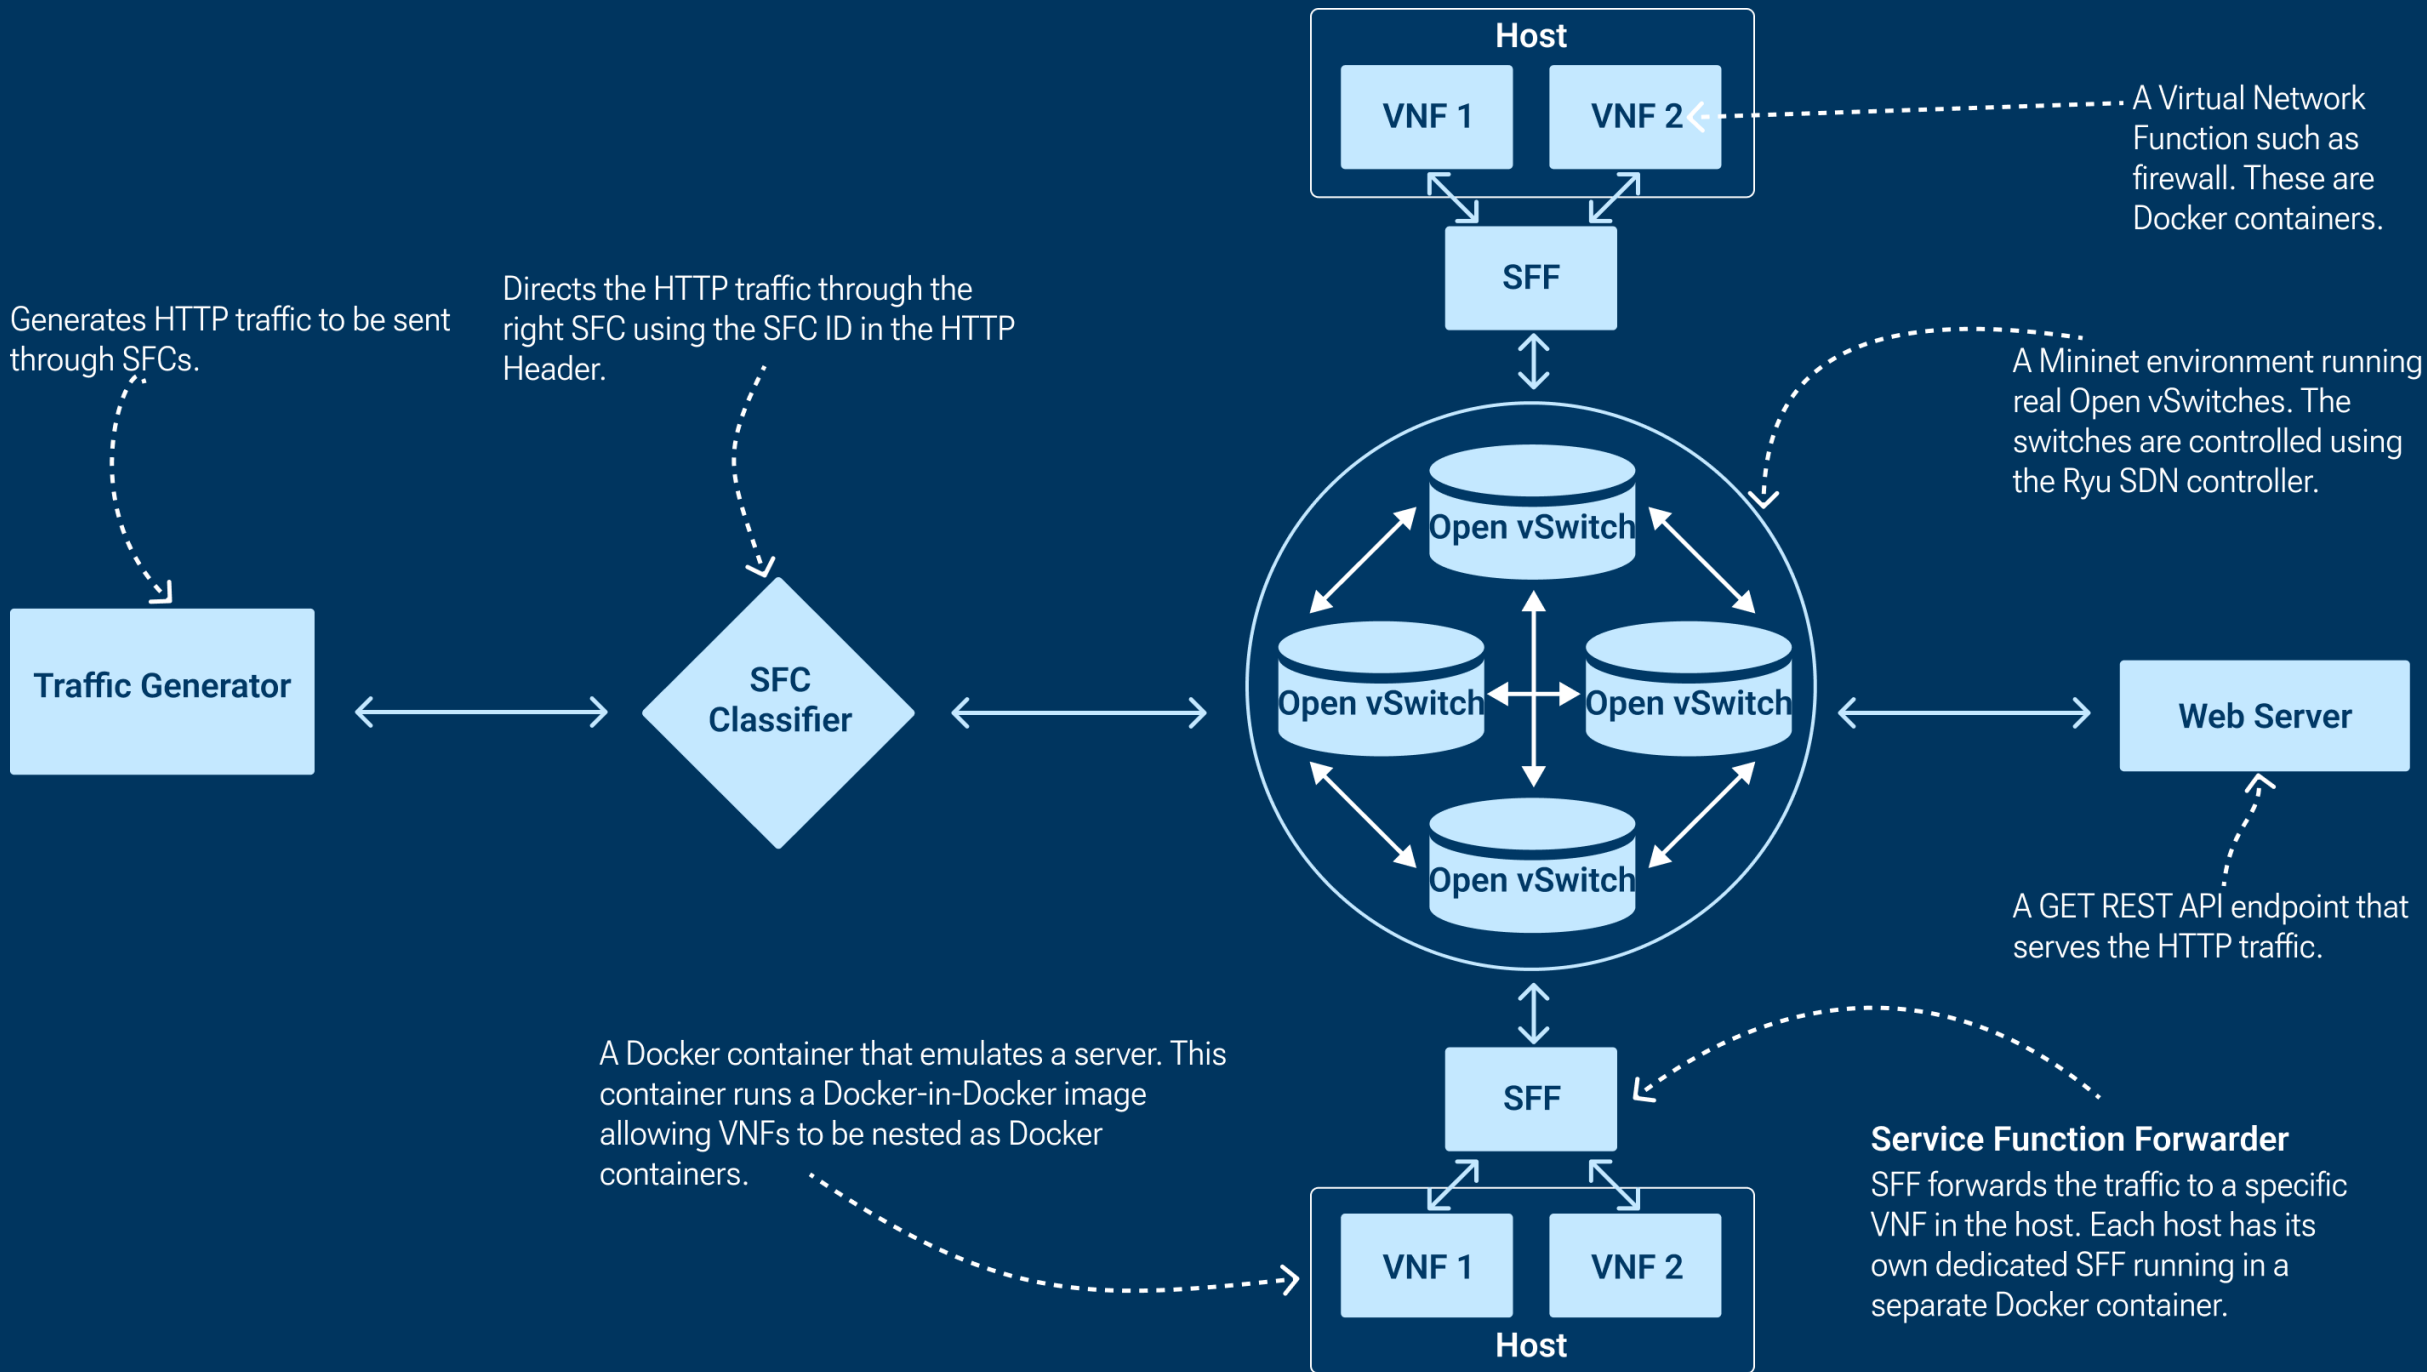 Host
VNF 1
VNF 2
A Virtual Network
Function such as
firewall. These are
Docker containers.
SFF
Generates HTTP traffic to be sent
through SFCs.
Directs the HTTP traffic through the
right SFC using the SFC ID in the HTTP
Header.
A Mininet environment running
real Open vSwitches. The
switches are controlled using
the Ryu SDN controller.
Open vSwitch
Traffic Generator
SFC
Classifier
Open vSwitch
Open vSwitch
Web Server
Open vSwitch
A GET REST API endpoint that
serves the HTTP traffic.
A Docker container that emulates a server. This
container runs a Docker-in-Docker image
allowing VNFs to be nested as Docker
containers.
SFF
Service Function Forwarder
SFF forwards the traffic to a specific
VNF in the host. Each host has its
own dedicated SFF running in a
separate Docker container.
VNF 1
VNF 2
Host